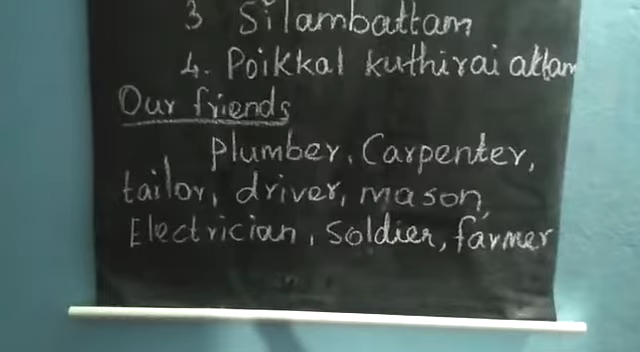 3 Silambattam
4. Poikkal kuthirai attam
Our friends
Plumber, Carpenter,
tailor, driver, mason,
Electrician, soldier, farmer